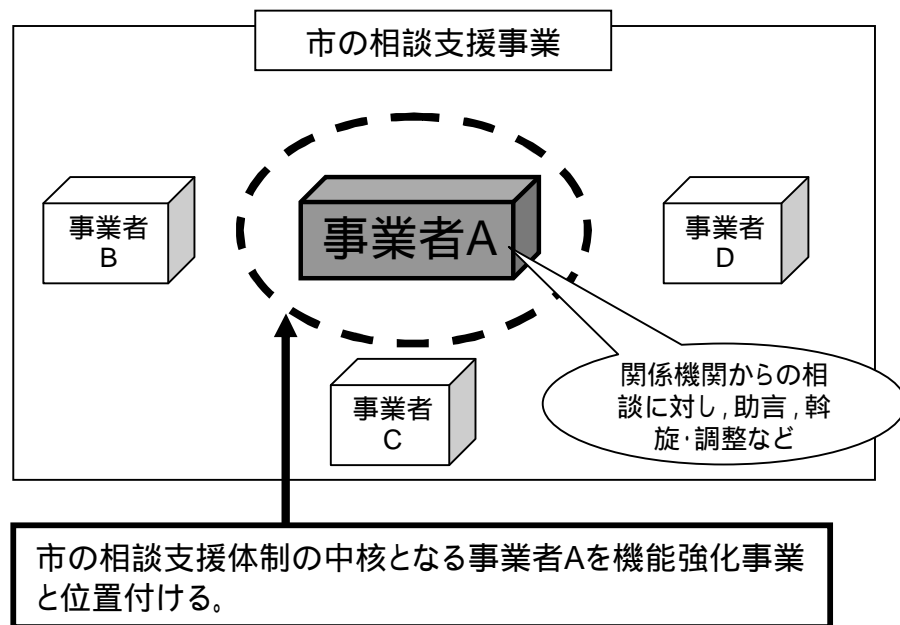 市の相談支援事業
事業者A
事業者
B
事業者
D
事業者
C
関係機関からの相
談に対し,助言,斡
旋・調整など
市の相談支援体制の中核となる事業者Aを機能強化事業
と位置付ける。